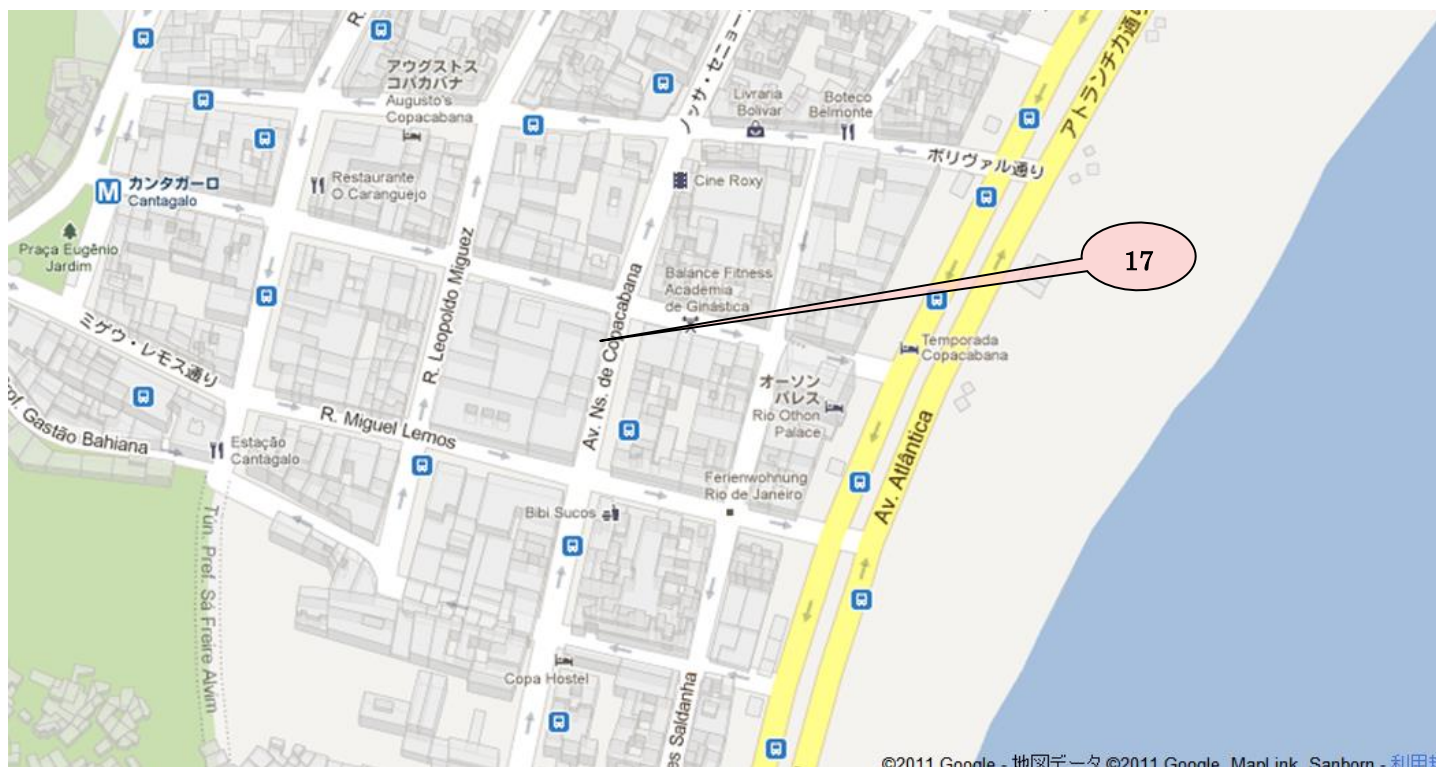 アウグストス
コパカバナ
Augusto's
Copacabana
Livraria
Bolivar
Boteco
Belmonte
ノッサ・セニョー
アトランチカ通り
ボリヴァル通り
M カンタガーロ
Cantagalo
Restaurante
O Caranguejo
Cine Roxy
Praça Eugênio
Jardim
R. Leopoldo Miguez
Av. Ns. de Copacabana
Balance Fitness
Academia
de Ginástica
17
ミゲウ・レモス通り
Temporada
Copacabana
オーソン
パレス
Rio Othon
Palace
R. Miguel Lemos
Prof. Gastão Bahiana
Estação
Cantagalo
Av. Atlântica
Ferienwohnung
Rio de Janeiro
Bibi Sucos
Tún. Pref. Sá Freire Alvim
Copa Hostel
es Saldanha
©2011 Google - 地図データ ©2011 Google, MapLink, Sanborn - 利用